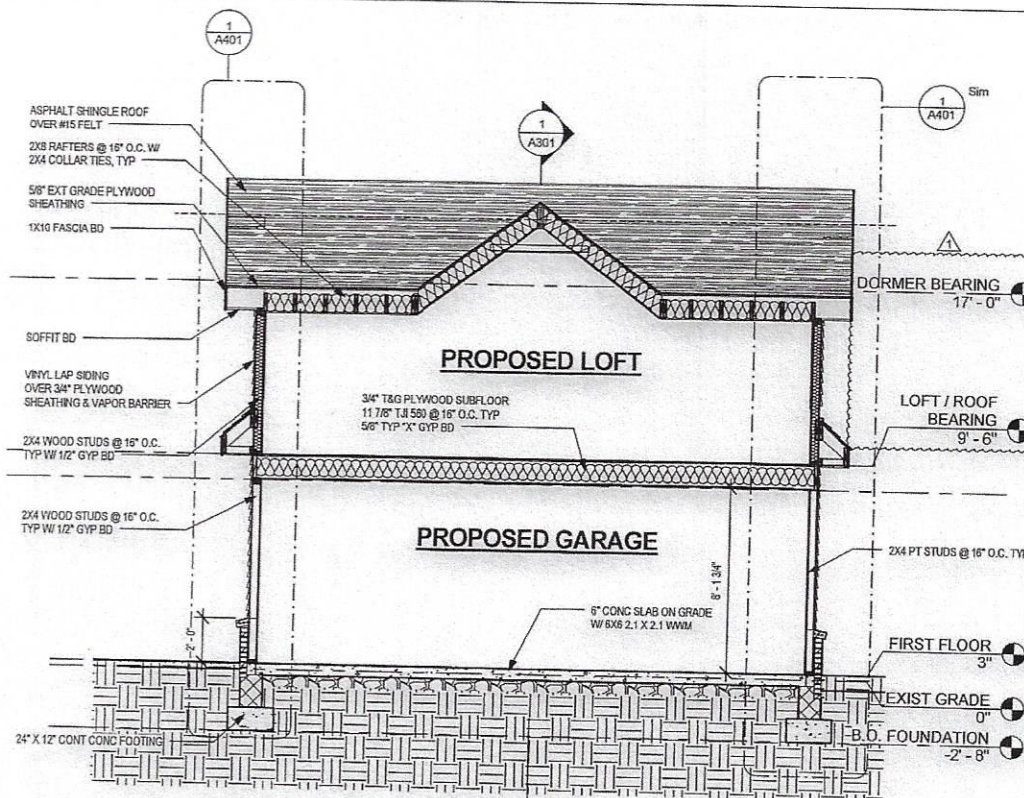 1
A401
1
A401
Sim
1
A301
ASPHALT SHINGLE ROOF
OVER #15 FELT
2X8 RAFTERS @ 16" O.C. W/
2X4 COLLAR TIES, TYP
5/8" EXT GRADE PLYWOOD
SHEATHING
1X10 FASCIA BD
1
DORMER BEARING
17' - 0"
SOFFIT BD
PROPOSED LOFT
VINYL LAP SIDING
OVER 3/4" PLYWOOD
SHEATHING & VAPOR BARRIER
3/4" T&G PLYWOOD SUBFLOOR
11 7/8" TJI 560 @ 16" O.C. TYP
5/8" TYP "X" GYP BD
LOFT / ROOF
BEARING
9' - 6"
2X4 WOOD STUDS @ 16" O.C.
TYP W/ 1/2" GYP BD
2X4 WOOD STUDS @ 16" O.C.
TYP W/ 1/2" GYP BD
PROPOSED GARAGE
2X4 PT STUDS @ 16" O.C. TYP
8' - 1 3/4"
6" CONC SLAB ON GRADE
W/ 6X6 2.1 X 2.1 WWM
2' - 0"
FIRST FLOOR
3"
EXIST GRADE
0"
B.O. FOUNDATION
-2' - 8"
24" X 12" CONT CONC FOOTING